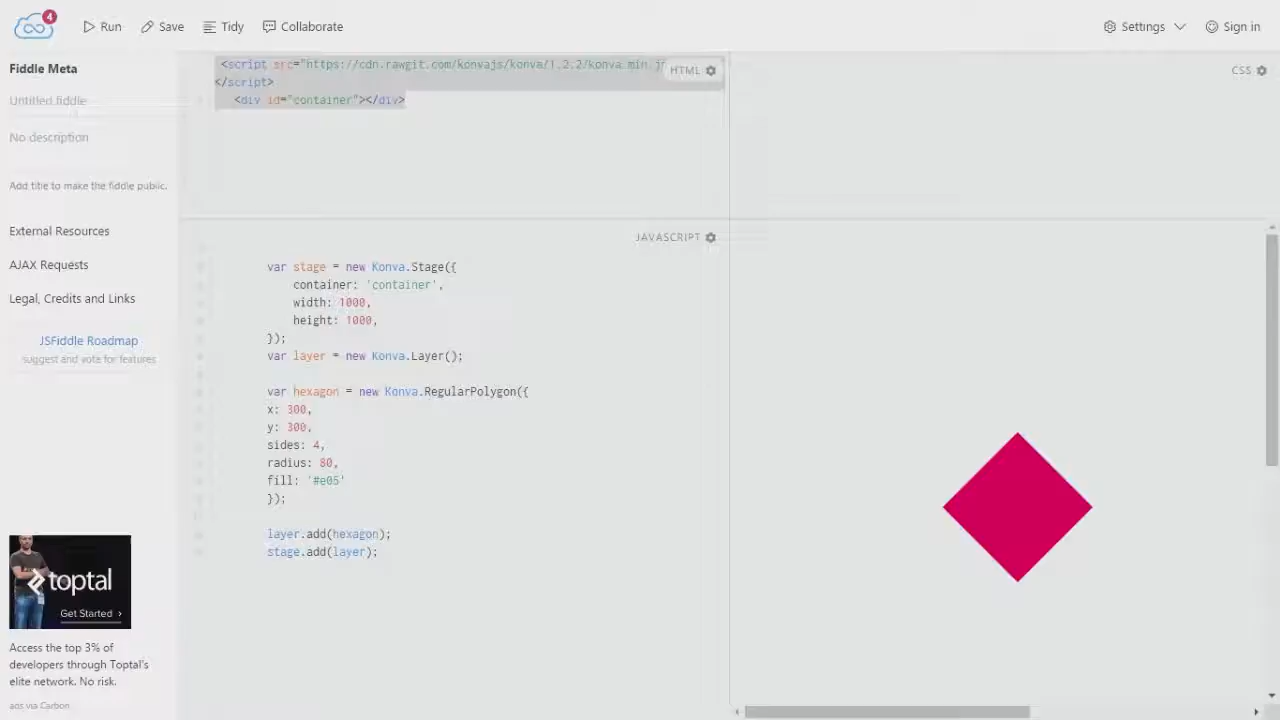 4
Run
Save
Tidy
Collaborate
Settings
Sign in
Fiddle Meta
Untitled fiddle
No description
Add title to make the fiddle public.
External Resources
AJAX Requests
Legal, Credits and Links
JSFiddle Roadmap
suggest and vote for features
toptal
Get Started ›
Access the top 3% of
developers through Toptal's
elite network. No risk.
ads via Carbon
<script src="https://cdn.rawgit.com/konvajs/konva/1.2.2/konva.min.js
</script>
<div id="container"></div>
HTML
CSS
JAVASCRIPT
var stage = new Konva.Stage({
container: 'container',
width: 1000,
height: 1000,
});
var layer = new Konva.Layer();
var hexagon = new Konva.RegularPolygon({
x: 300,
y: 300,
sides: 4,
radius: 80,
fill: '#e05'
});
layer.add(hexagon);
stage.add(layer);